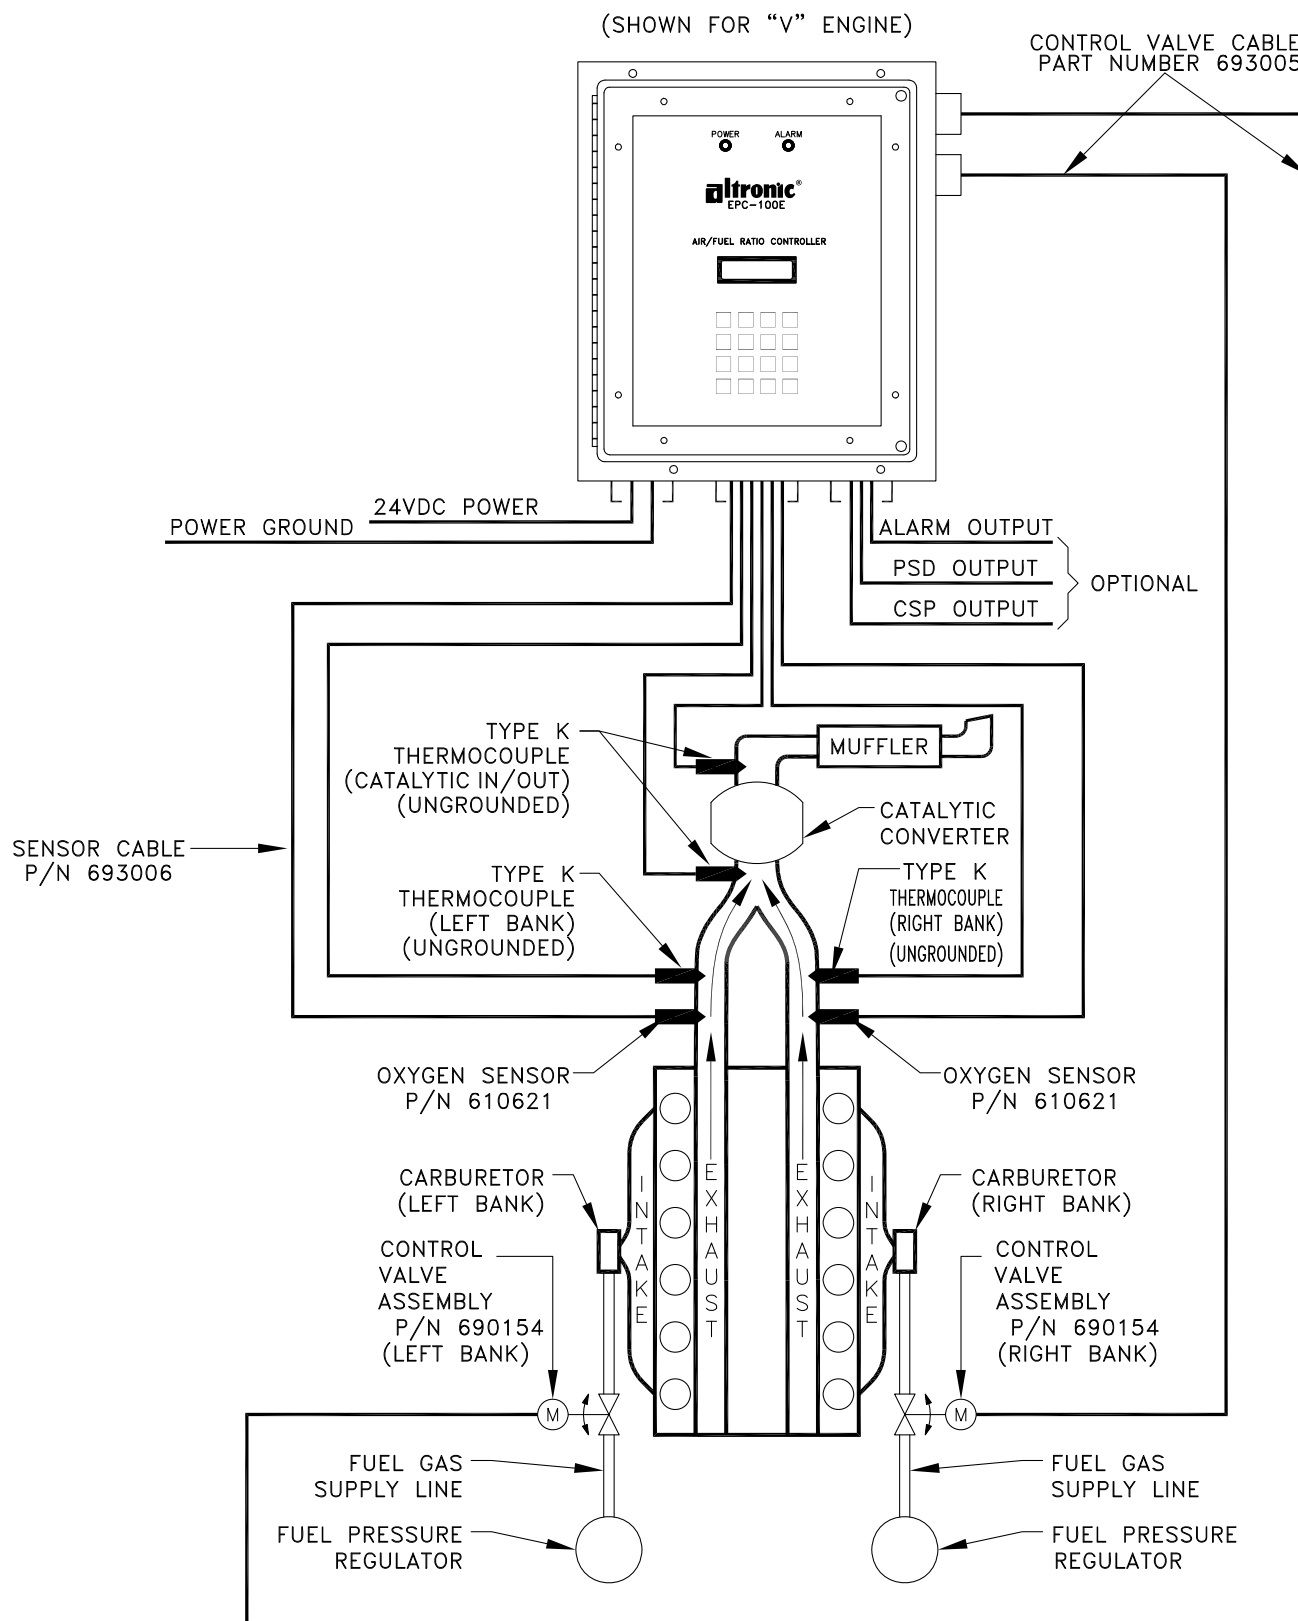 (SHOWN FOR “V” ENGINE)
CONTROL VALVE CABLE
PART NUMBER 693005
POWER
ALARM
altronic®
EPC-100E
AIR/FUEL RATIO CONTROLLER
24VDC POWER
POWER GROUND
ALARM OUTPUT
PSD OUTPUT
CSP OUTPUT
OPTIONAL
TYPE K
THERMOCOUPLE
(CATALYTIC IN/OUT)
(UNGROUNDED)
MUFFLER
CATALYTIC
CONVERTER
SENSOR CABLE
P/N 693006
TYPE K
THERMOCOUPLE
(LEFT BANK)
(UNGROUNDED)
TYPE K
THERMOCOUPLE
(RIGHT BANK)
(UNGROUNDED)
OXYGEN SENSOR
P/N 610621
OXYGEN SENSOR
P/N 610621
CARBURETOR
(LEFT BANK)
INTAKE
EXHAUST
EXHAUST
INTAKE
CARBURETOR
(RIGHT BANK)
CONTROL
VALVE
ASSEMBLY
P/N 690154
(LEFT BANK)
CONTROL
VALVE
ASSEMBLY
P/N 690154
(RIGHT BANK)
M
M
FUEL GAS
SUPPLY LINE
FUEL GAS
SUPPLY LINE
FUEL PRESSURE
REGULATOR
FUEL PRESSURE
REGULATOR